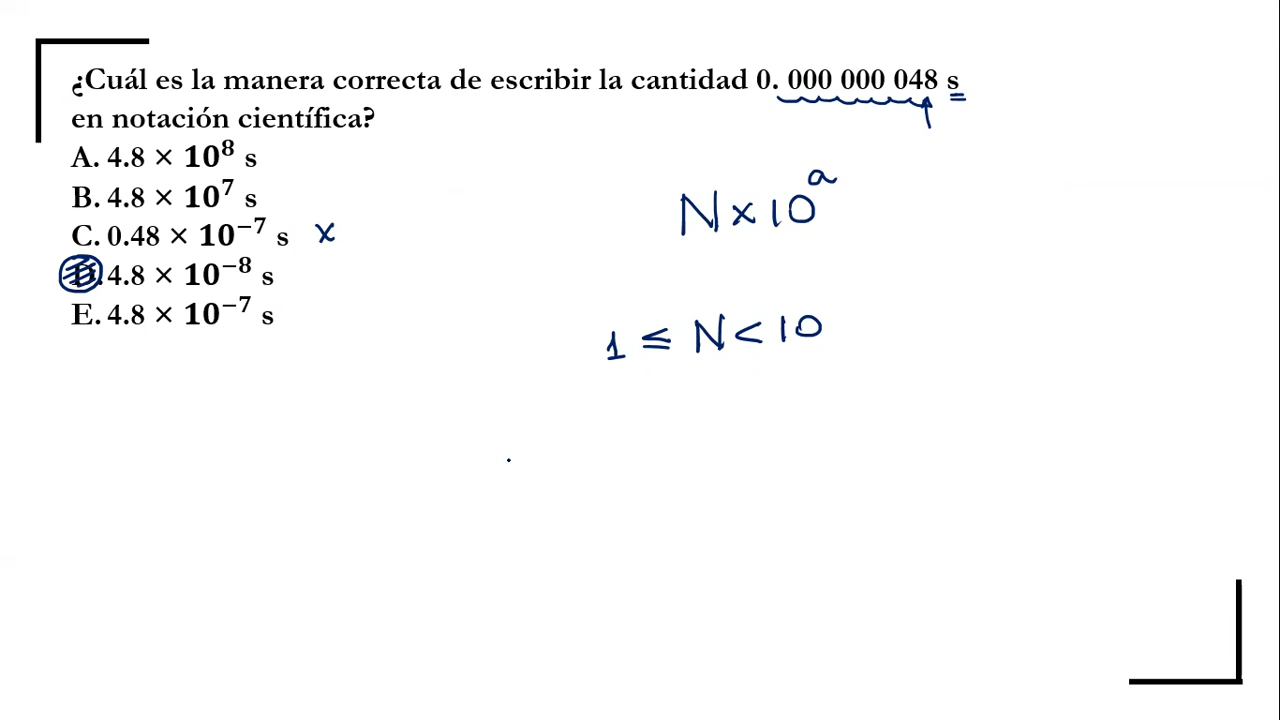 ¿Cuál es la manera correcta de escribir la cantidad 0. 000 000 048 s
en notación científica?
A. 4.8 × 10⁸ s
B. 4.8 × 10⁷ s
C. 0.48 × 10⁻⁷ s x
D. 4.8 × 10⁻⁸ s
E. 4.8 × 10⁻⁷ s
N x 10ᵃ
1 ≤ N < 10